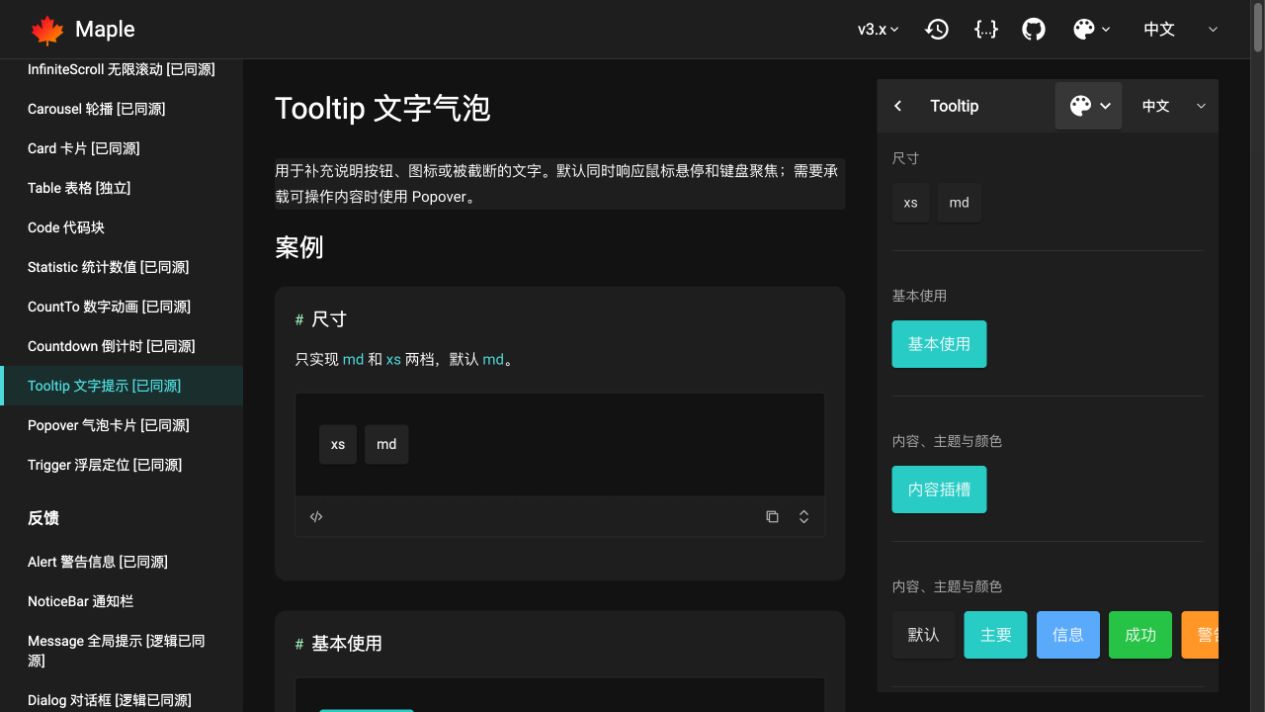 Maple
v3.x
{...}
中文
InfiniteScroll 无限滚动 [已同源]
Carousel 轮播 [已同源]
Card 卡片 [已同源]
Table 表格 [独立]
Code 代码块
Statistic 统计数值 [已同源]
CountTo 数字动画 [已同源]
Countdown 倒计时 [已同源]
Tooltip 文字提示 [已同源]
Popover 气泡卡片 [已同源]
Trigger 浮层定位 [已同源]
反馈
Alert 警告信息 [已同源]
NoticeBar 通知栏
Message 全局提示 [逻辑已同
源]
Dialog 对话框 [逻辑已同源]
Tooltip 文字气泡
用于补充说明按钮、图标或被截断的文字。默认同时响应鼠标悬停和键盘聚焦；需要承
载可操作内容时使用 Popover。
案例
# 尺寸
只实现 md 和 xs 两档，默认 md。
xs
md
</>
# 基本使用
Tooltip
中文
尺寸
xs
md
基本使用
基本使用
内容、主题与颜色
内容插槽
内容、主题与颜色
默认
主要
信息
成功
警